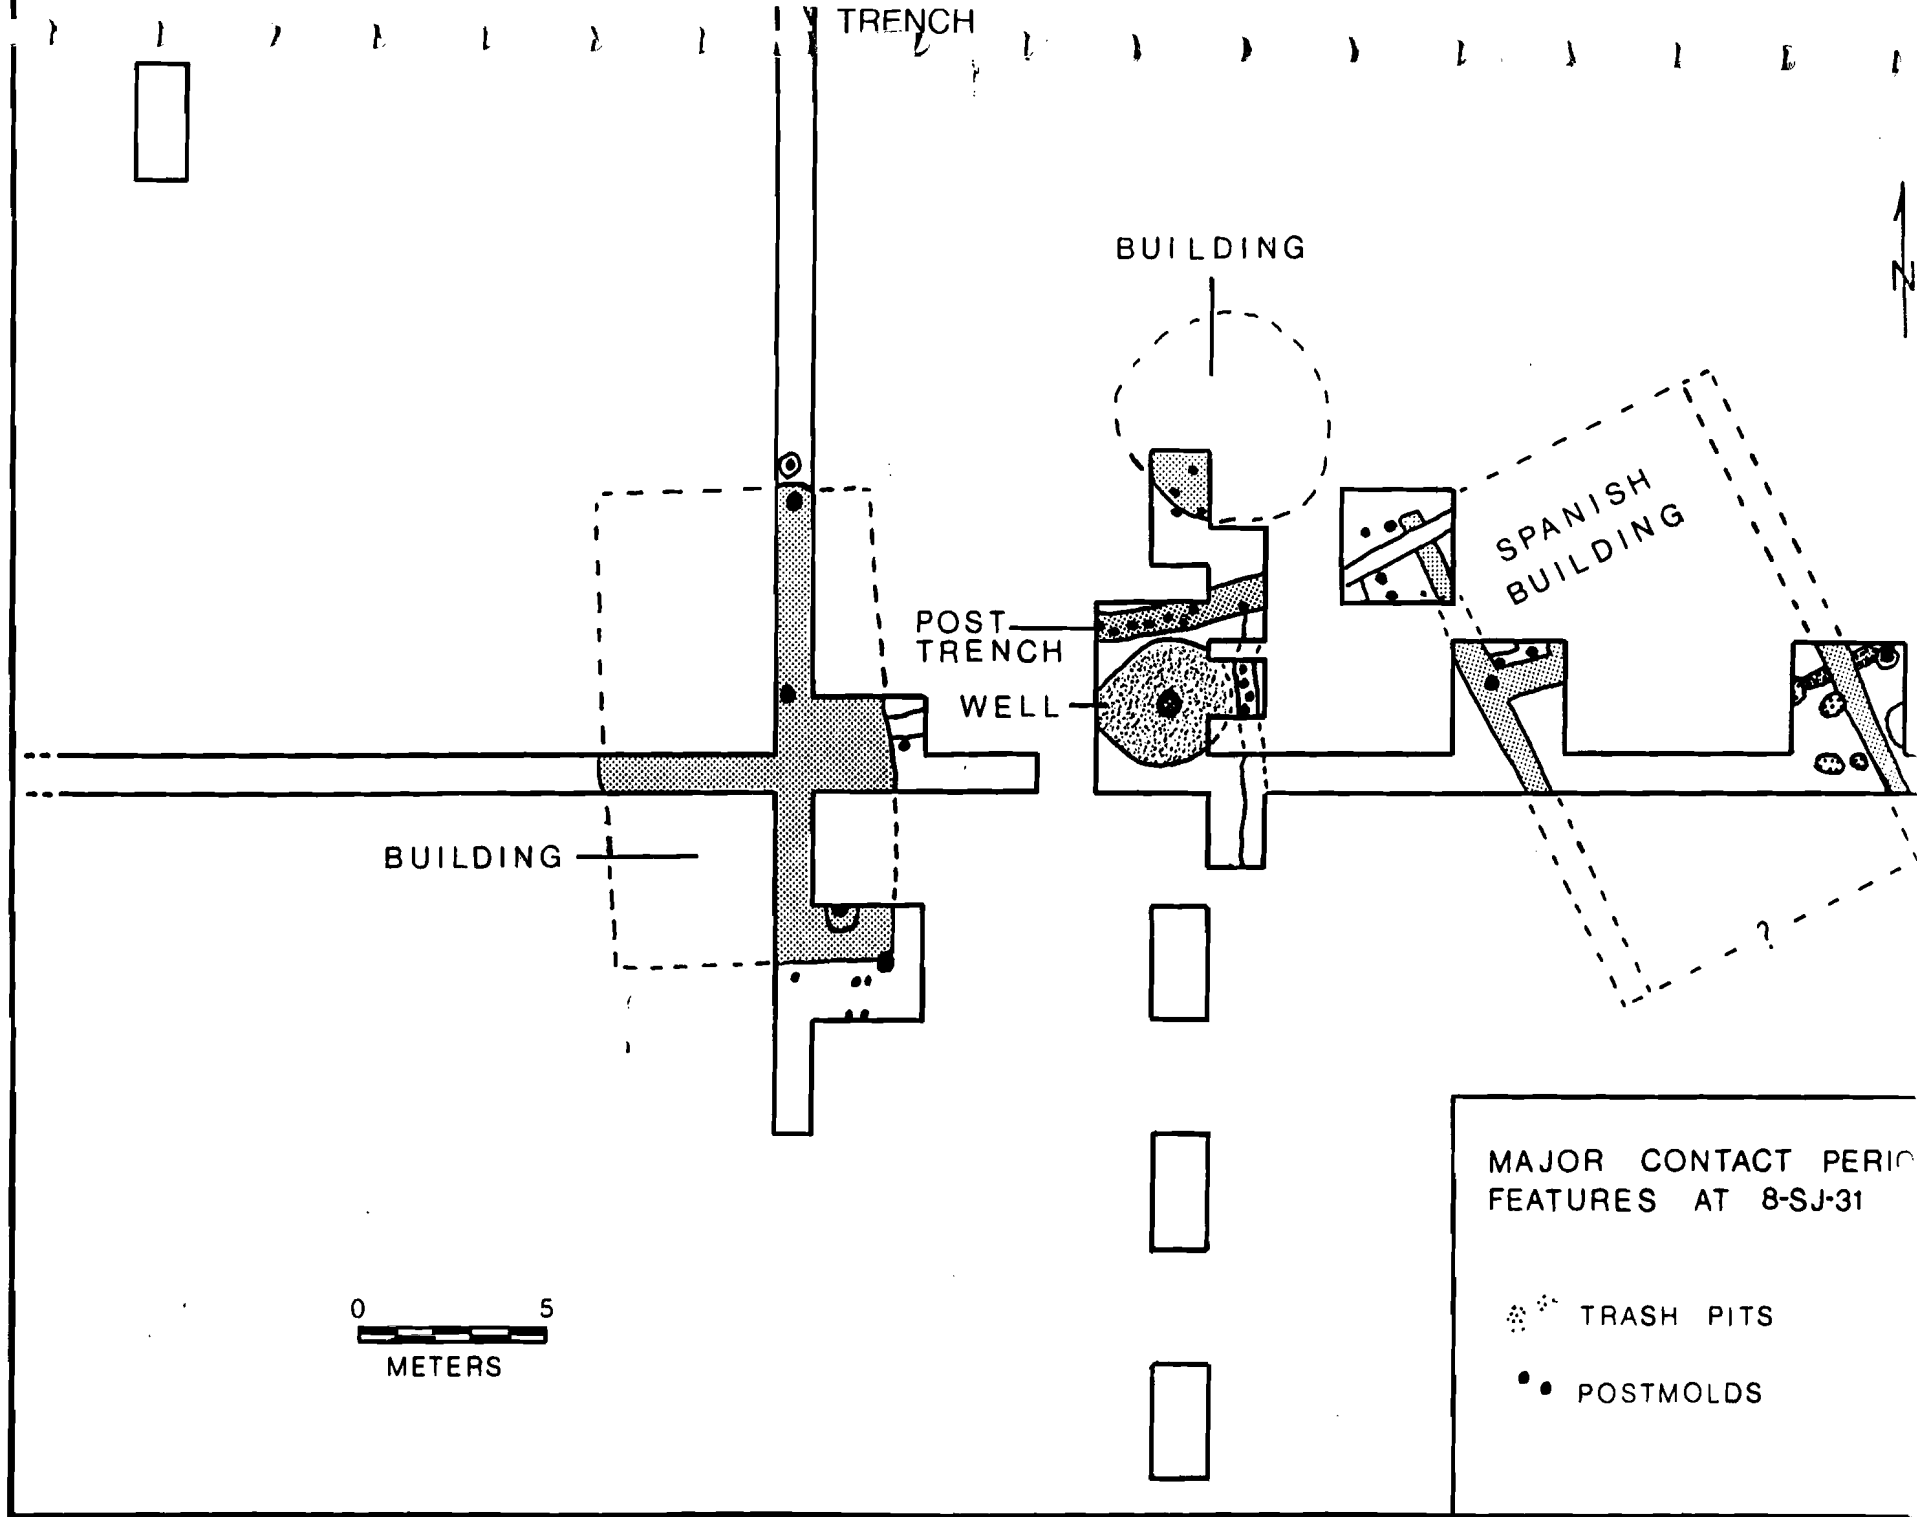 TRENCH
BUILDING
N
SPANISH
BUILDING
POST
TRENCH
WELL
BUILDING
?
MAJOR CONTACT
FEATURES AT 8-SJ-31
0 5
METERS
TRASH PITS
POSTMOLDS